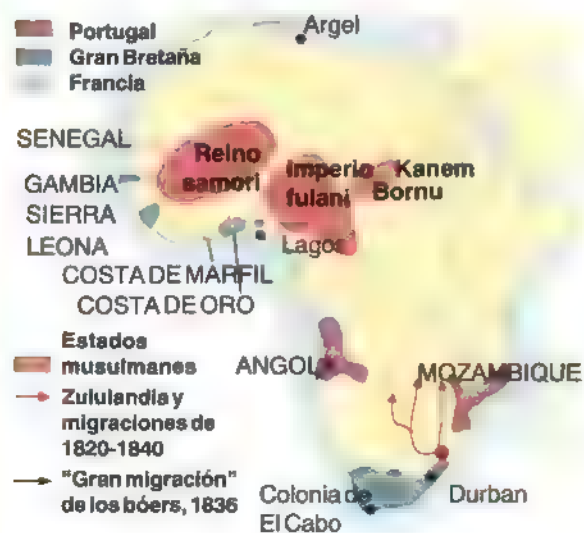 Portugal
Gran Bretaña
Francia
Argel
SENEGAL
GAMBIA
SIERRA
LEONA
Reino
samori
Imperio
fulani
Kanem
Bornu
Lagos
COSTA DE MARFIL
COSTA DE ORO
Estados
musulmanes
Zululandia y
migraciones de
1820-1840
"Gran migración"
de los bóers, 1836
ANGOL
MOZAMBIQUE
Colonia de
El Cabo
Durban